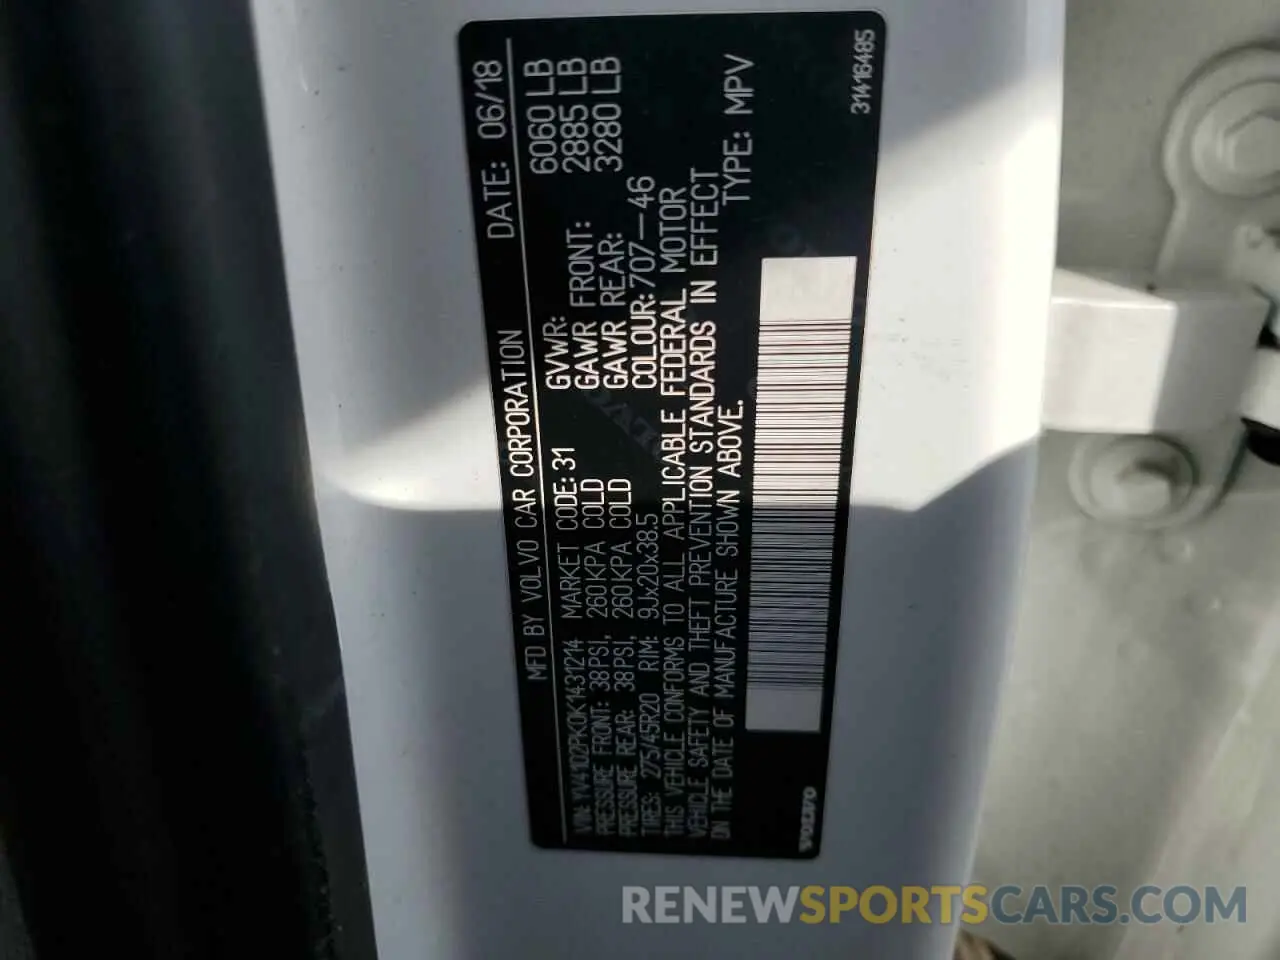 MFD BY VOLVO CAR CORPORATION DATE: 06/18
VIN: YV4102PK0K1431214 MARKET CODE: 31 GVWR: 6060 LB
PRESSURE FRONT: 38PSI, 260KPA COLD GAWR FRONT: 2885 LB
PRESSURE REAR: 38PSI, 260KPA COLD GAWR REAR: 3280 LB
TIRES: 275/45R20 RIM: 9Jx20x38.5 COLOUR: 707-46
THIS VEHICLE CONFORMS TO ALL APPLICABLE FEDERAL MOTOR
VEHICLE SAFETY AND THEFT PREVENTION STANDARDS IN EFFECT
ON THE DATE OF MANUFACTURE SHOWN ABOVE. TYPE: MPV
VOLVO 31416485
RENEWSPORTSCARS.COM